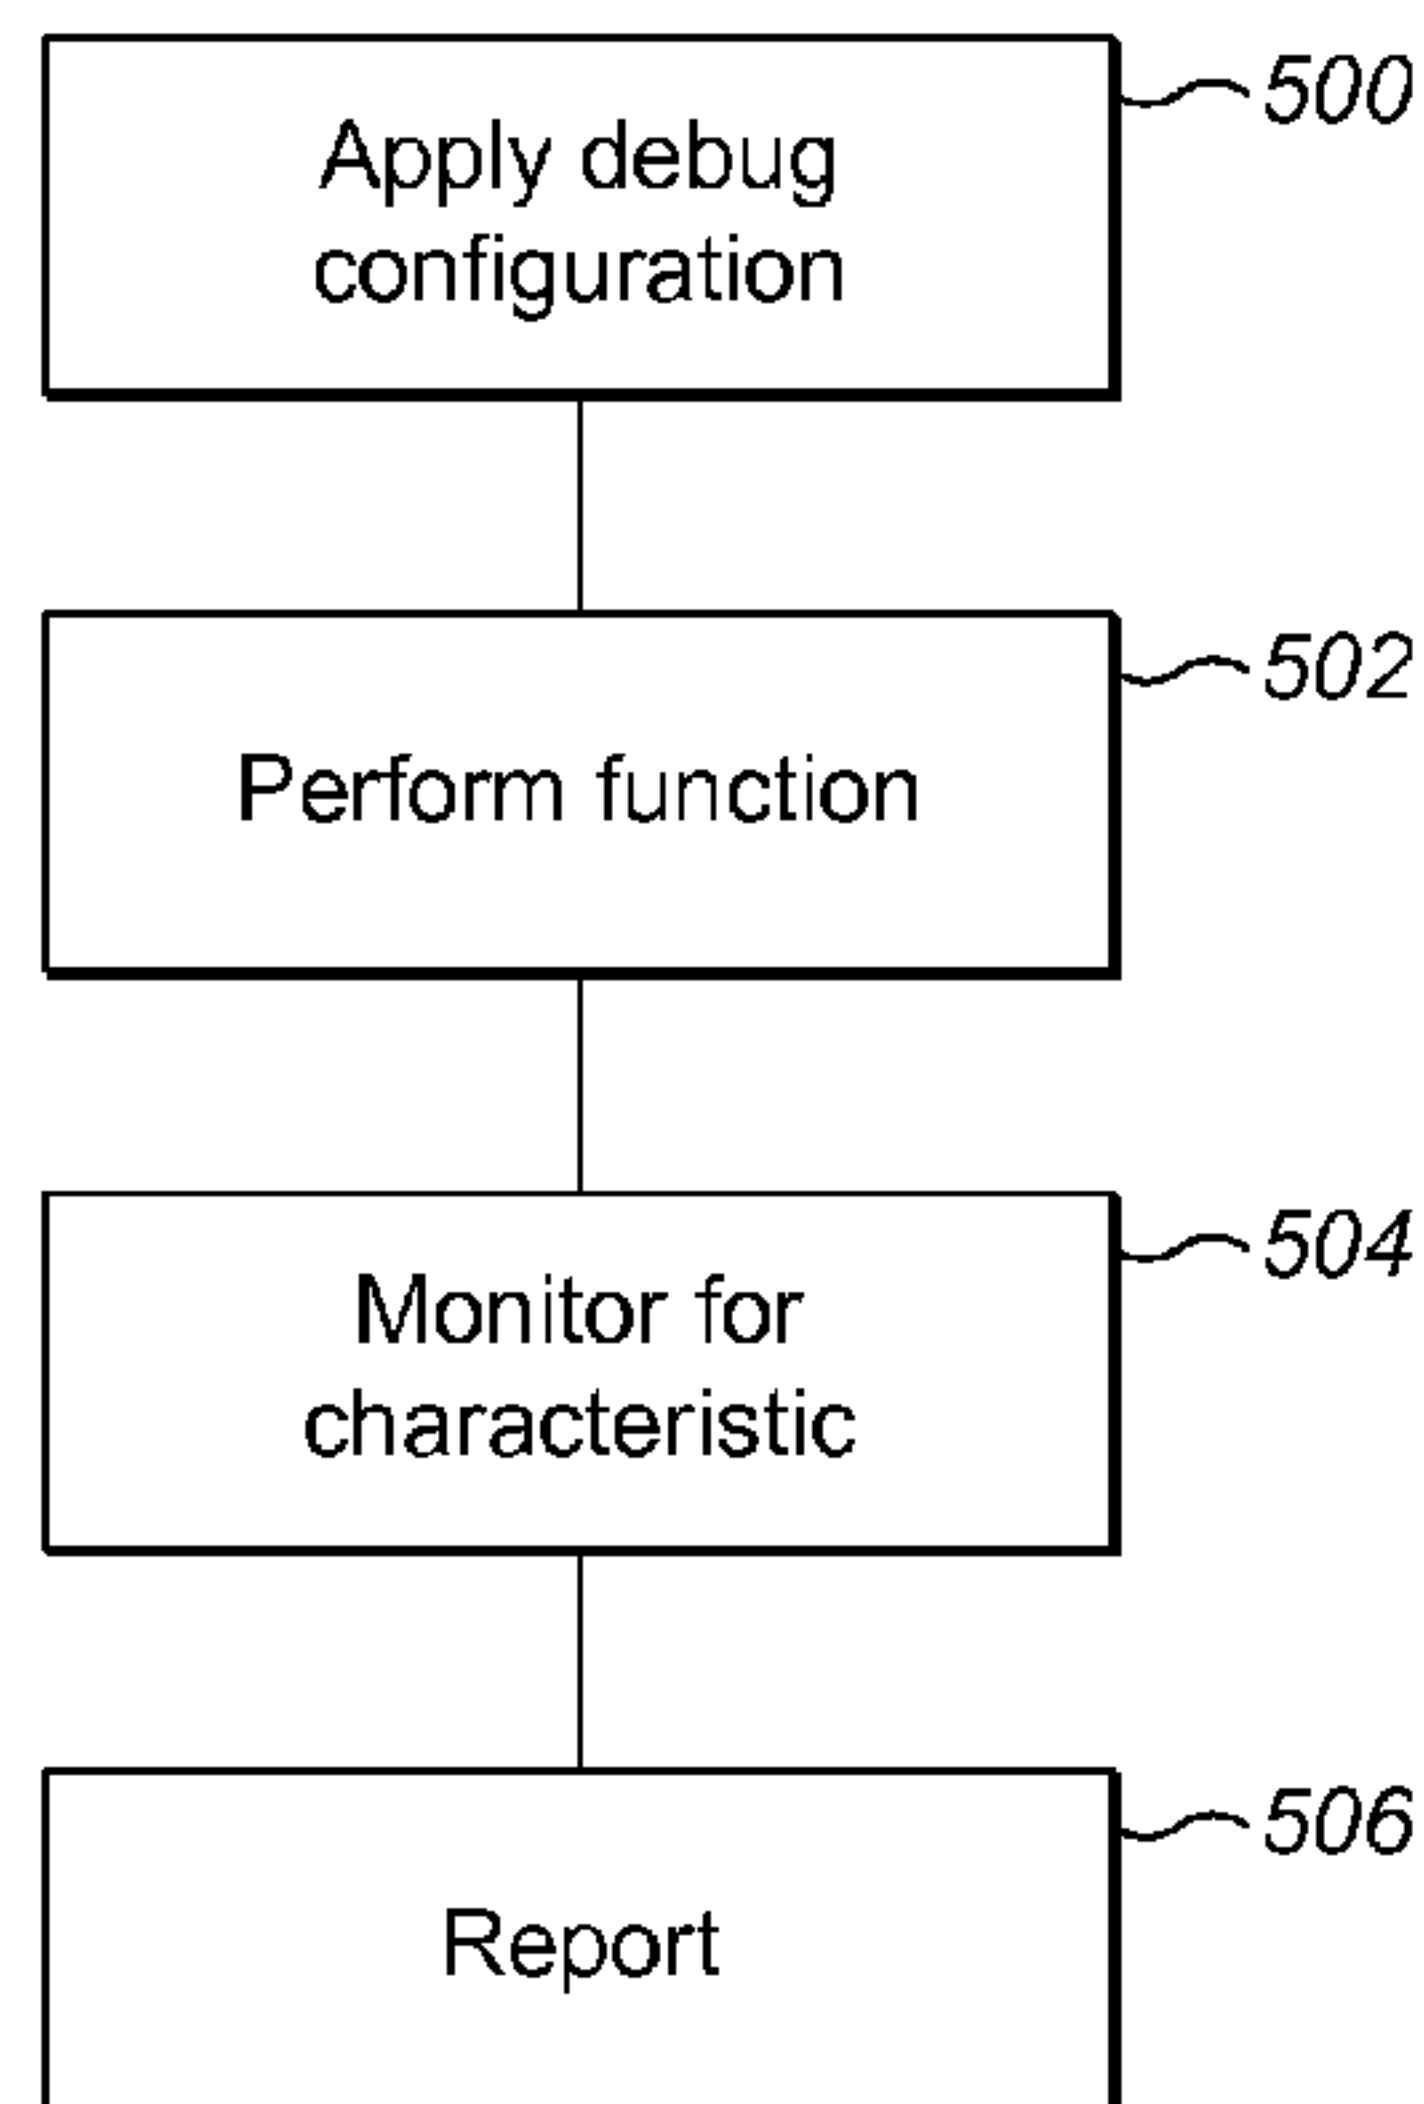 500
Apply debug
configuration
502
Perform function
504
Monitor for
characteristic
506
Report